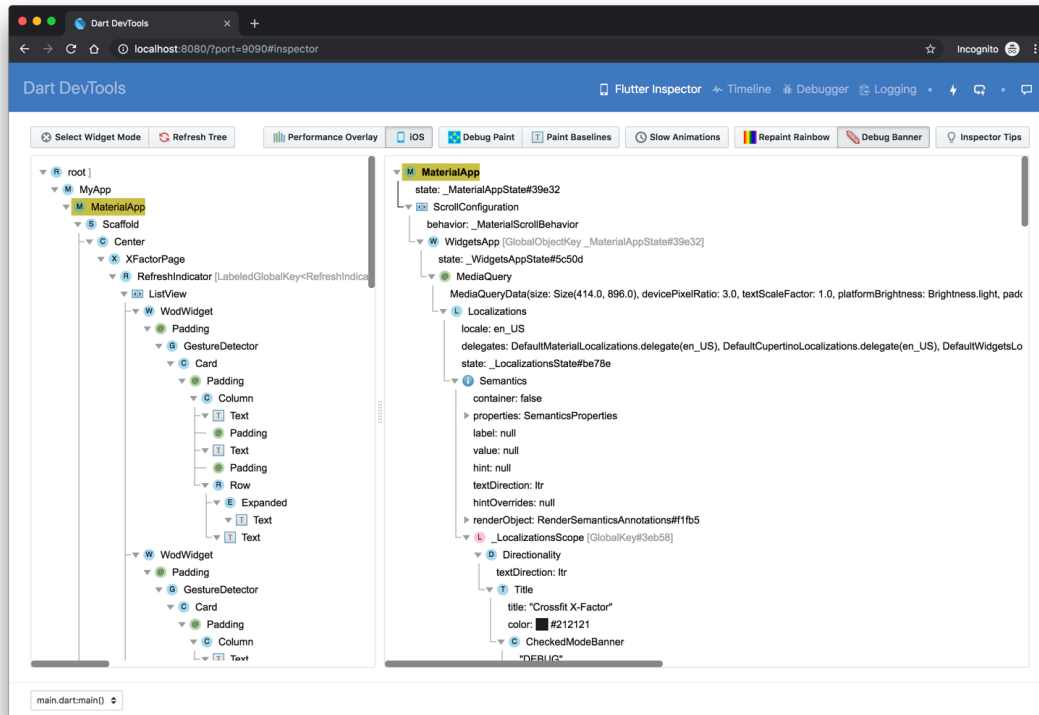 Dart DevTools × +
localhost:8080/?port=9090#inspector Incognito
Dart DevTools
Flutter Inspector Timeline Debugger Logging
Select Widget Mode Refresh Tree Performance Overlay iOS Debug Paint Paint Baselines Slow Animations Repaint Rainbow Debug Banner Inspector Tips
R root ]
M MyApp
M MaterialApp
S Scaffold
C Center
X XFactorPage
R RefreshIndicator [LabeledGlobalKey<RefreshIndica
ListView
W WodWidget
@ Padding
G GestureDetector
C Card
@ Padding
C Column
T Text
@ Padding
T Text
@ Padding
R Row
E Expanded
T Text
T Text
W WodWidget
@ Padding
G GestureDetector
C Card
@ Padding
C Column
T Text
M MaterialApp
state: _MaterialAppState#39e32
ScrollConfiguration
behavior: _MaterialScrollBehavior
W WidgetsApp [GlobalObjectKey _MaterialAppState#39e32]
state: _WidgetsAppState#5c50d
@ MediaQuery
MediaQueryData(size: Size(414.0, 896.0), devicePixelRatio: 3.0, textScaleFactor: 1.0, platformBrightness: Brightness.light, padd
L Localizations
locale: en_US
delegates: DefaultMaterialLocalizations.delegate(en_US), DefaultCupertinoLocalizations.delegate(en_US), DefaultWidgetsLo
state: _LocalizationsState#be78e
i Semantics
container: false
properties: SemanticsProperties
label: null
value: null
hint: null
textDirection: ltr
hintOverrides: null
renderObject: RenderSemanticsAnnotations#f1fb5
L _LocalizationsScope [GlobalKey#3eb58]
D Directionality
textDirection: ltr
T Title
title: "Crossfit X-Factor"
color: #212121
C CheckedModeBanner
"DEBUG"
main.dart:main()